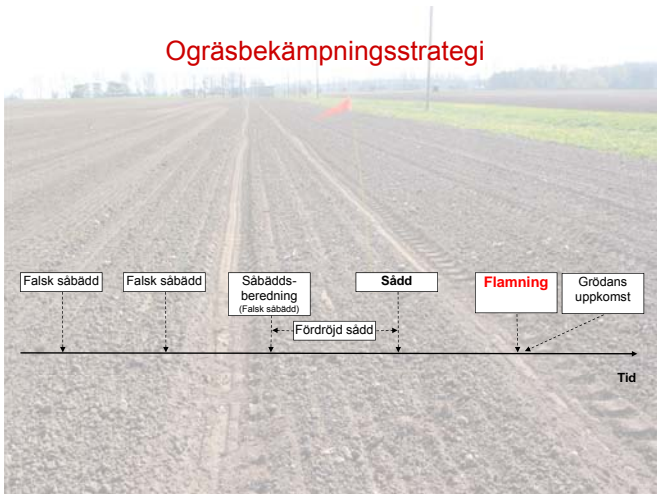 Ogräsbekämpningsstrategi
Falsk såbädd
Falsk såbädd
Såbädds-
beredning
(Falsk såbädd)
Sådd
Flamning
Grödans
uppkomst
Fördröjd sådd
Tid